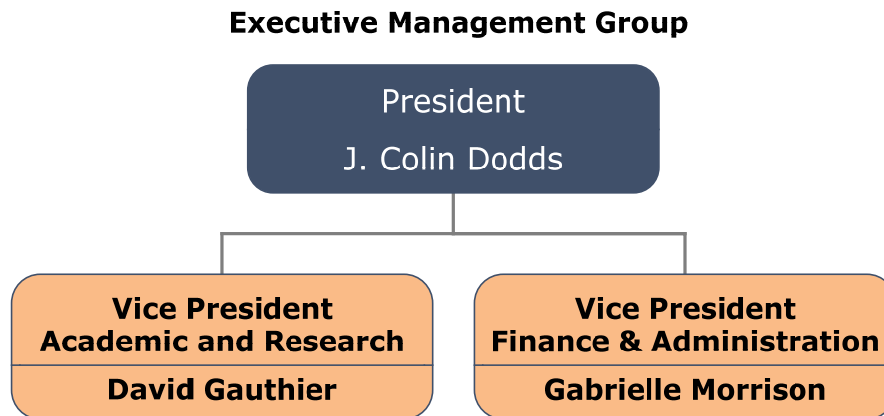 Executive Management Group
President
J. Colin Dodds
Vice President
Academic and Research
David Gauthier
Vice President
Finance & Administration
Gabrielle Morrison